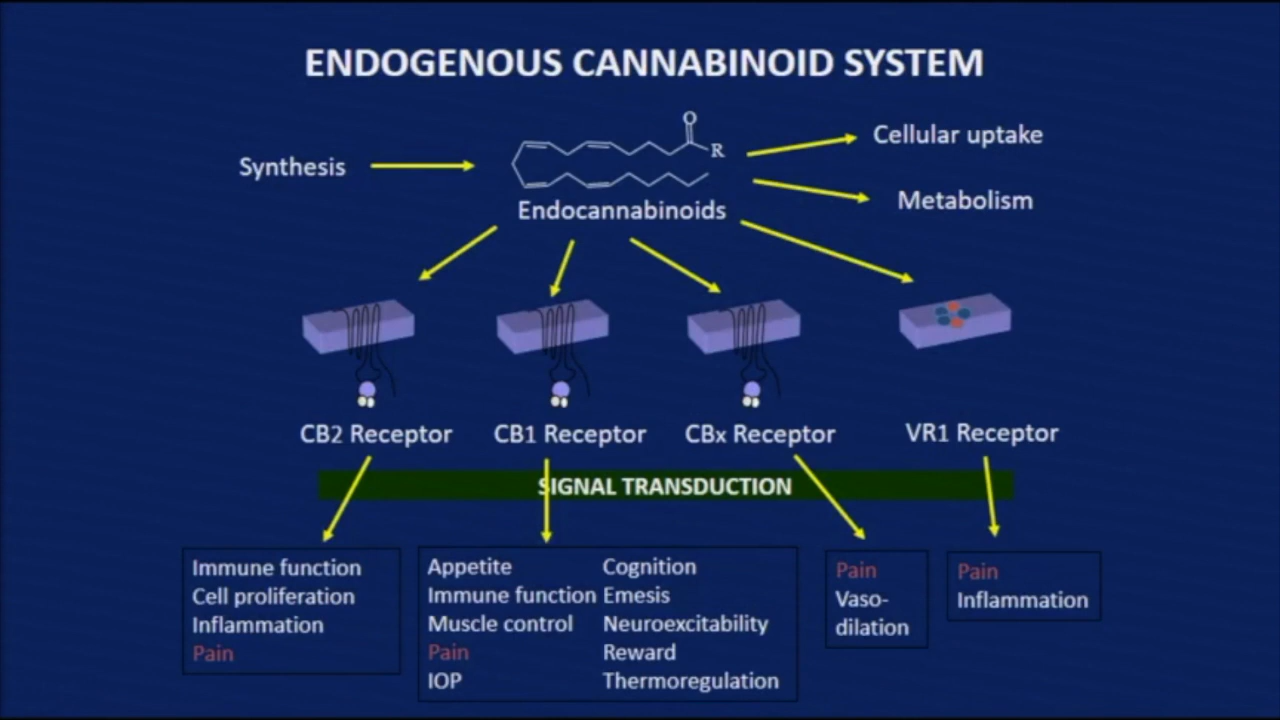 ENDOGENOUS CANNABINOID SYSTEM
O
R
Synthesis
Cellular uptake
Metabolism
Endocannabinoids
CB2 Receptor
CB1 Receptor
CBx Receptor
VR1 Receptor
SIGNAL TRANSDUCTION
Immune function
Cell proliferation
Inflammation
Pain
Appetite
Immune function
Muscle control
Pain
IOP
Cognition
Emesis
Neuroexcitability
Reward
Thermoregulation
Pain
Vaso-
dilation
Pain
Inflammation